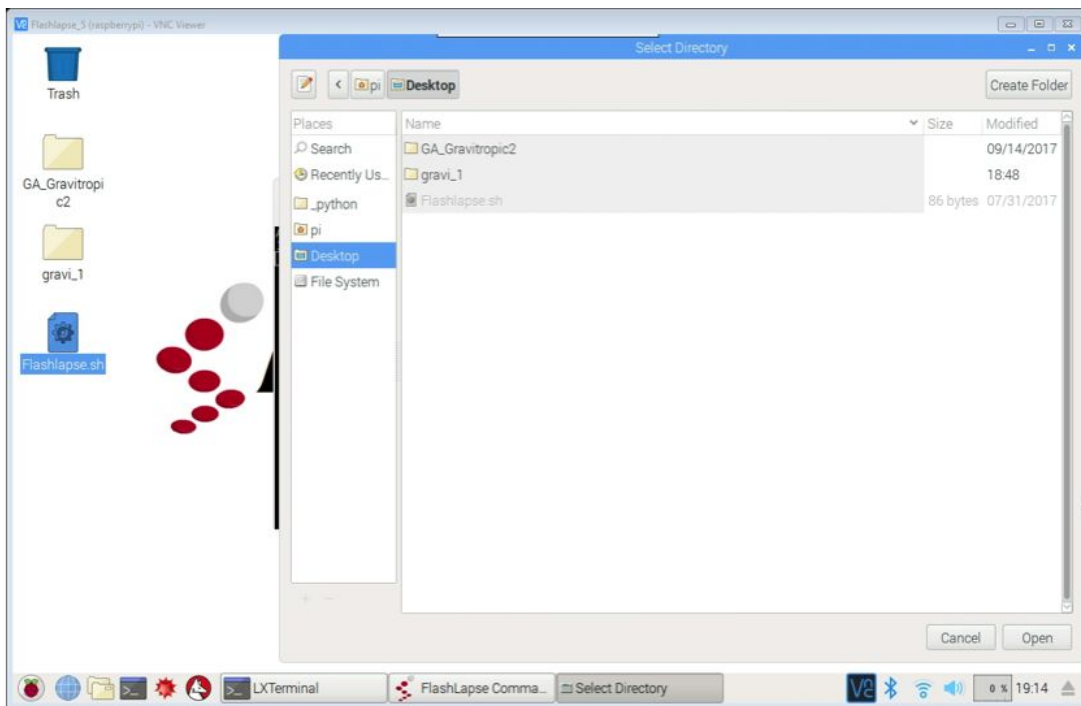 Flashlapse_5 (raspberrypi) - VNC Viewer
Trash
GA_Gravitropi
c2
gravi_1
Flashlapse.sh
Select Directory
pi
Desktop
Create Folder
Places
Search
Recently Us...
_python
pi
Desktop
File System
Name Size Modified
GA_Gravitropic2 09/14/2017
gravi_1 18:48
Flashlapse.sh 86 bytes 07/31/2017
Cancel Open
LXTerminal FlashLapse Comma... Select Directory 0 % 19:14